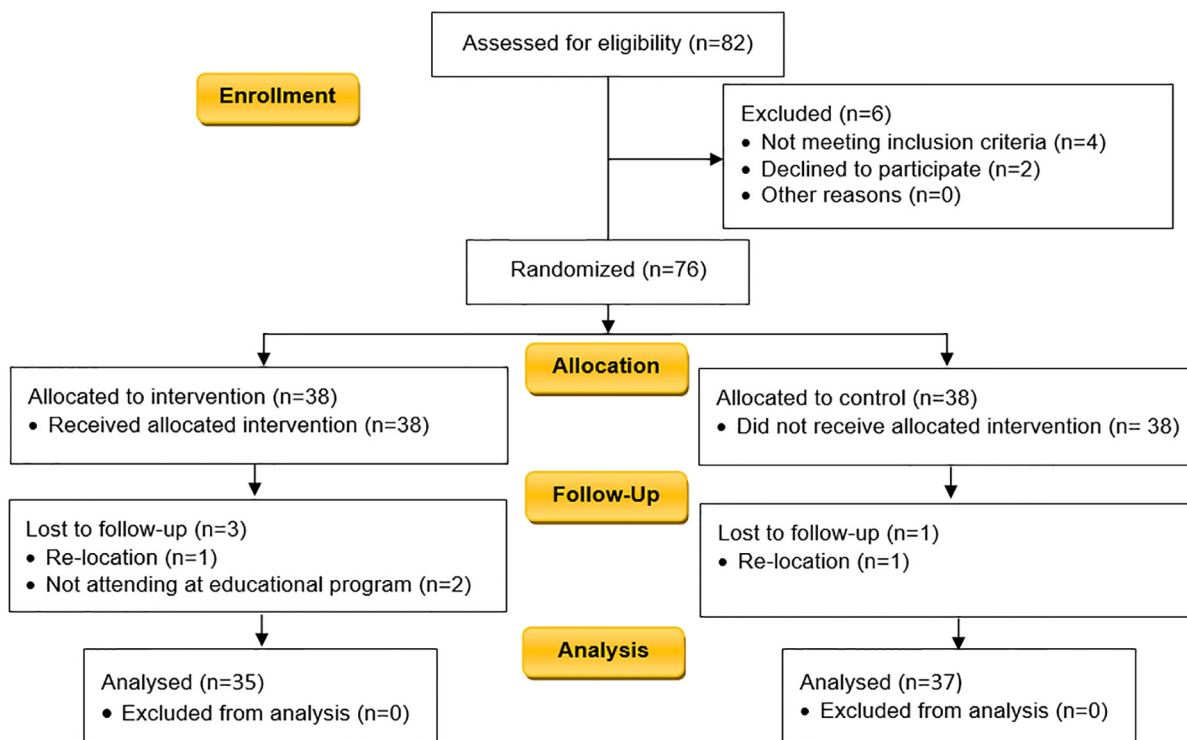 Assessed for eligibility (n=82)
Enrollment
Excluded (n=6)
• Not meeting inclusion criteria (n=4)
• Declined to participate (n=2)
• Other reasons (n=0)
Randomized (n=76)
Allocation
Allocated to intervention (n=38)
• Received allocated intervention (n=38)
Allocated to control (n=38)
• Did not receive allocated intervention (n= 38)
Follow-Up
Lost to follow-up (n=3)
• Re-location (n=1)
• Not attending at educational program (n=2)
Lost to follow-up (n=1)
• Re-location (n=1)
Analysis
Analysed (n=35)
• Excluded from analysis (n=0)
Analysed (n=37)
• Excluded from analysis (n=0)